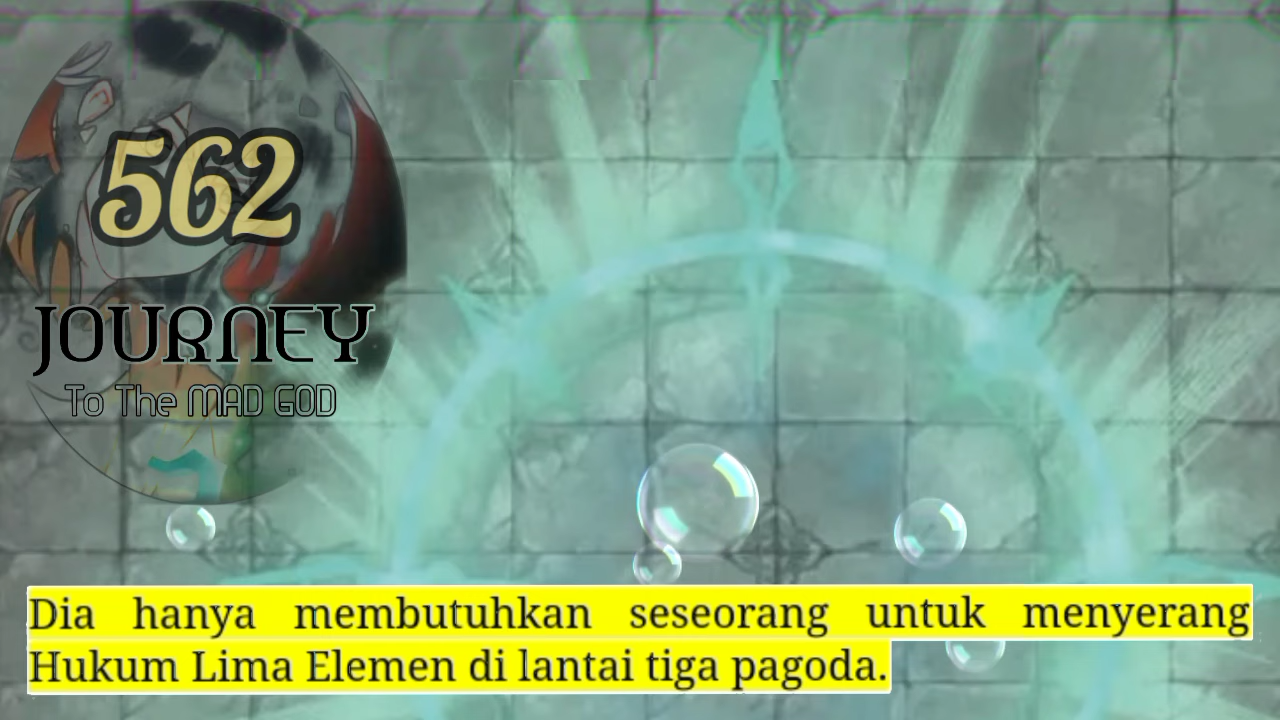 562
JOURNEY
To The MAD GOD
Dia hanya membutuhkan seseorang untuk menyerang
Hukum Lima Elemen di lantai tiga pagoda.